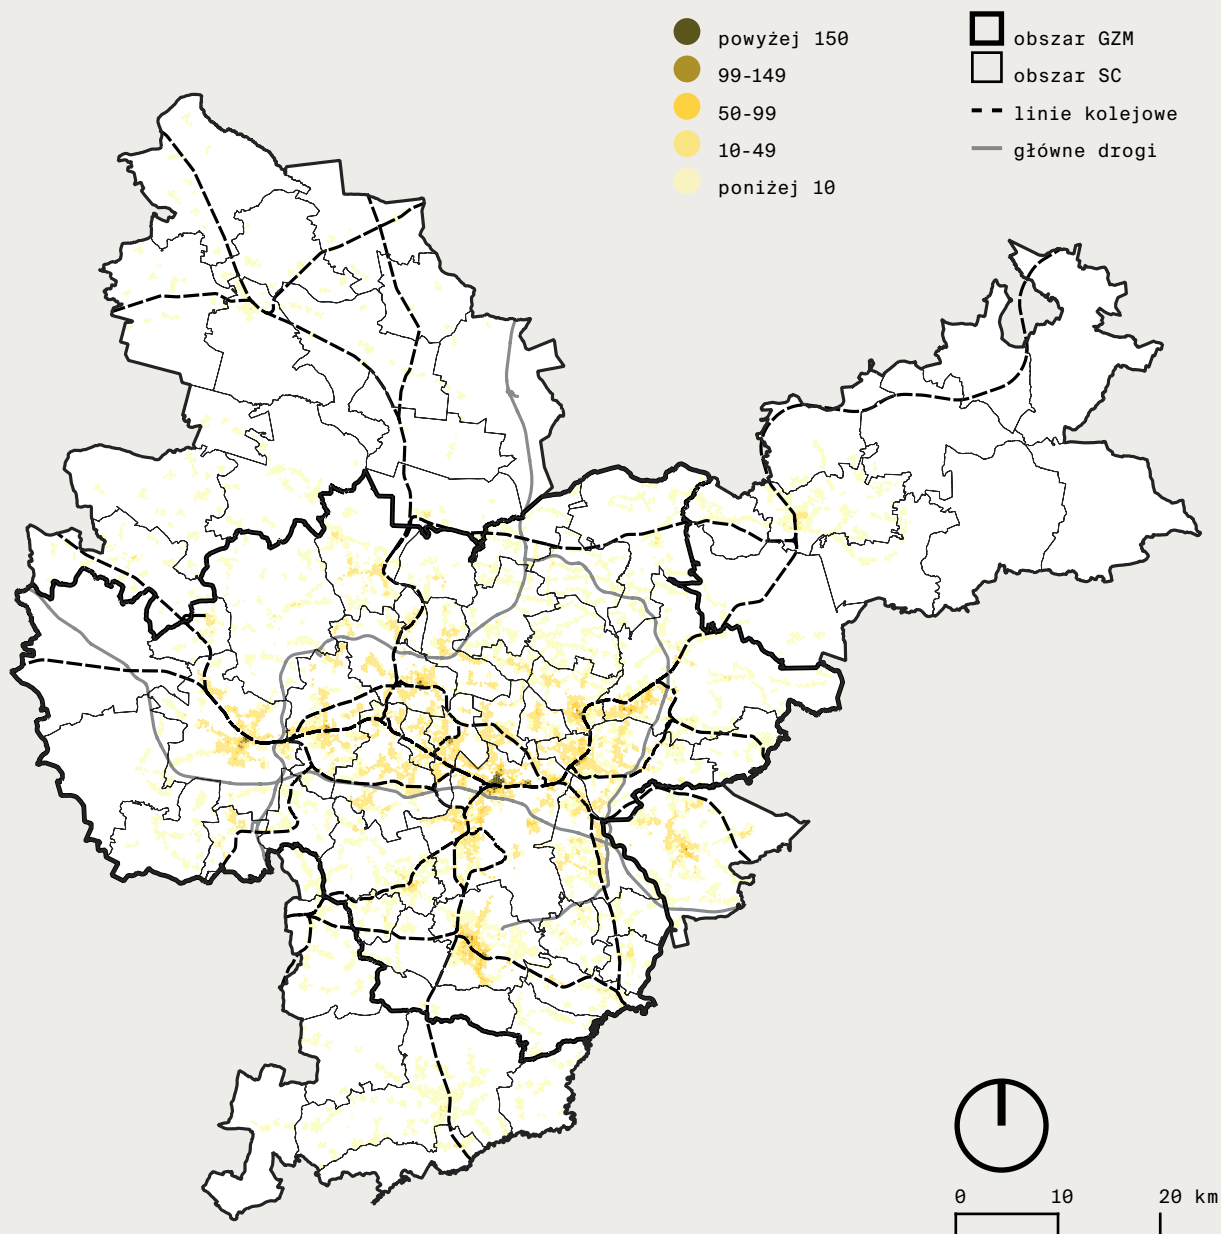 powyżej 150
99-149
50-99
10-49
poniżej 10
obszar GZM
obszar SC
linie kolejowe
główne drogi
0 10 20 km